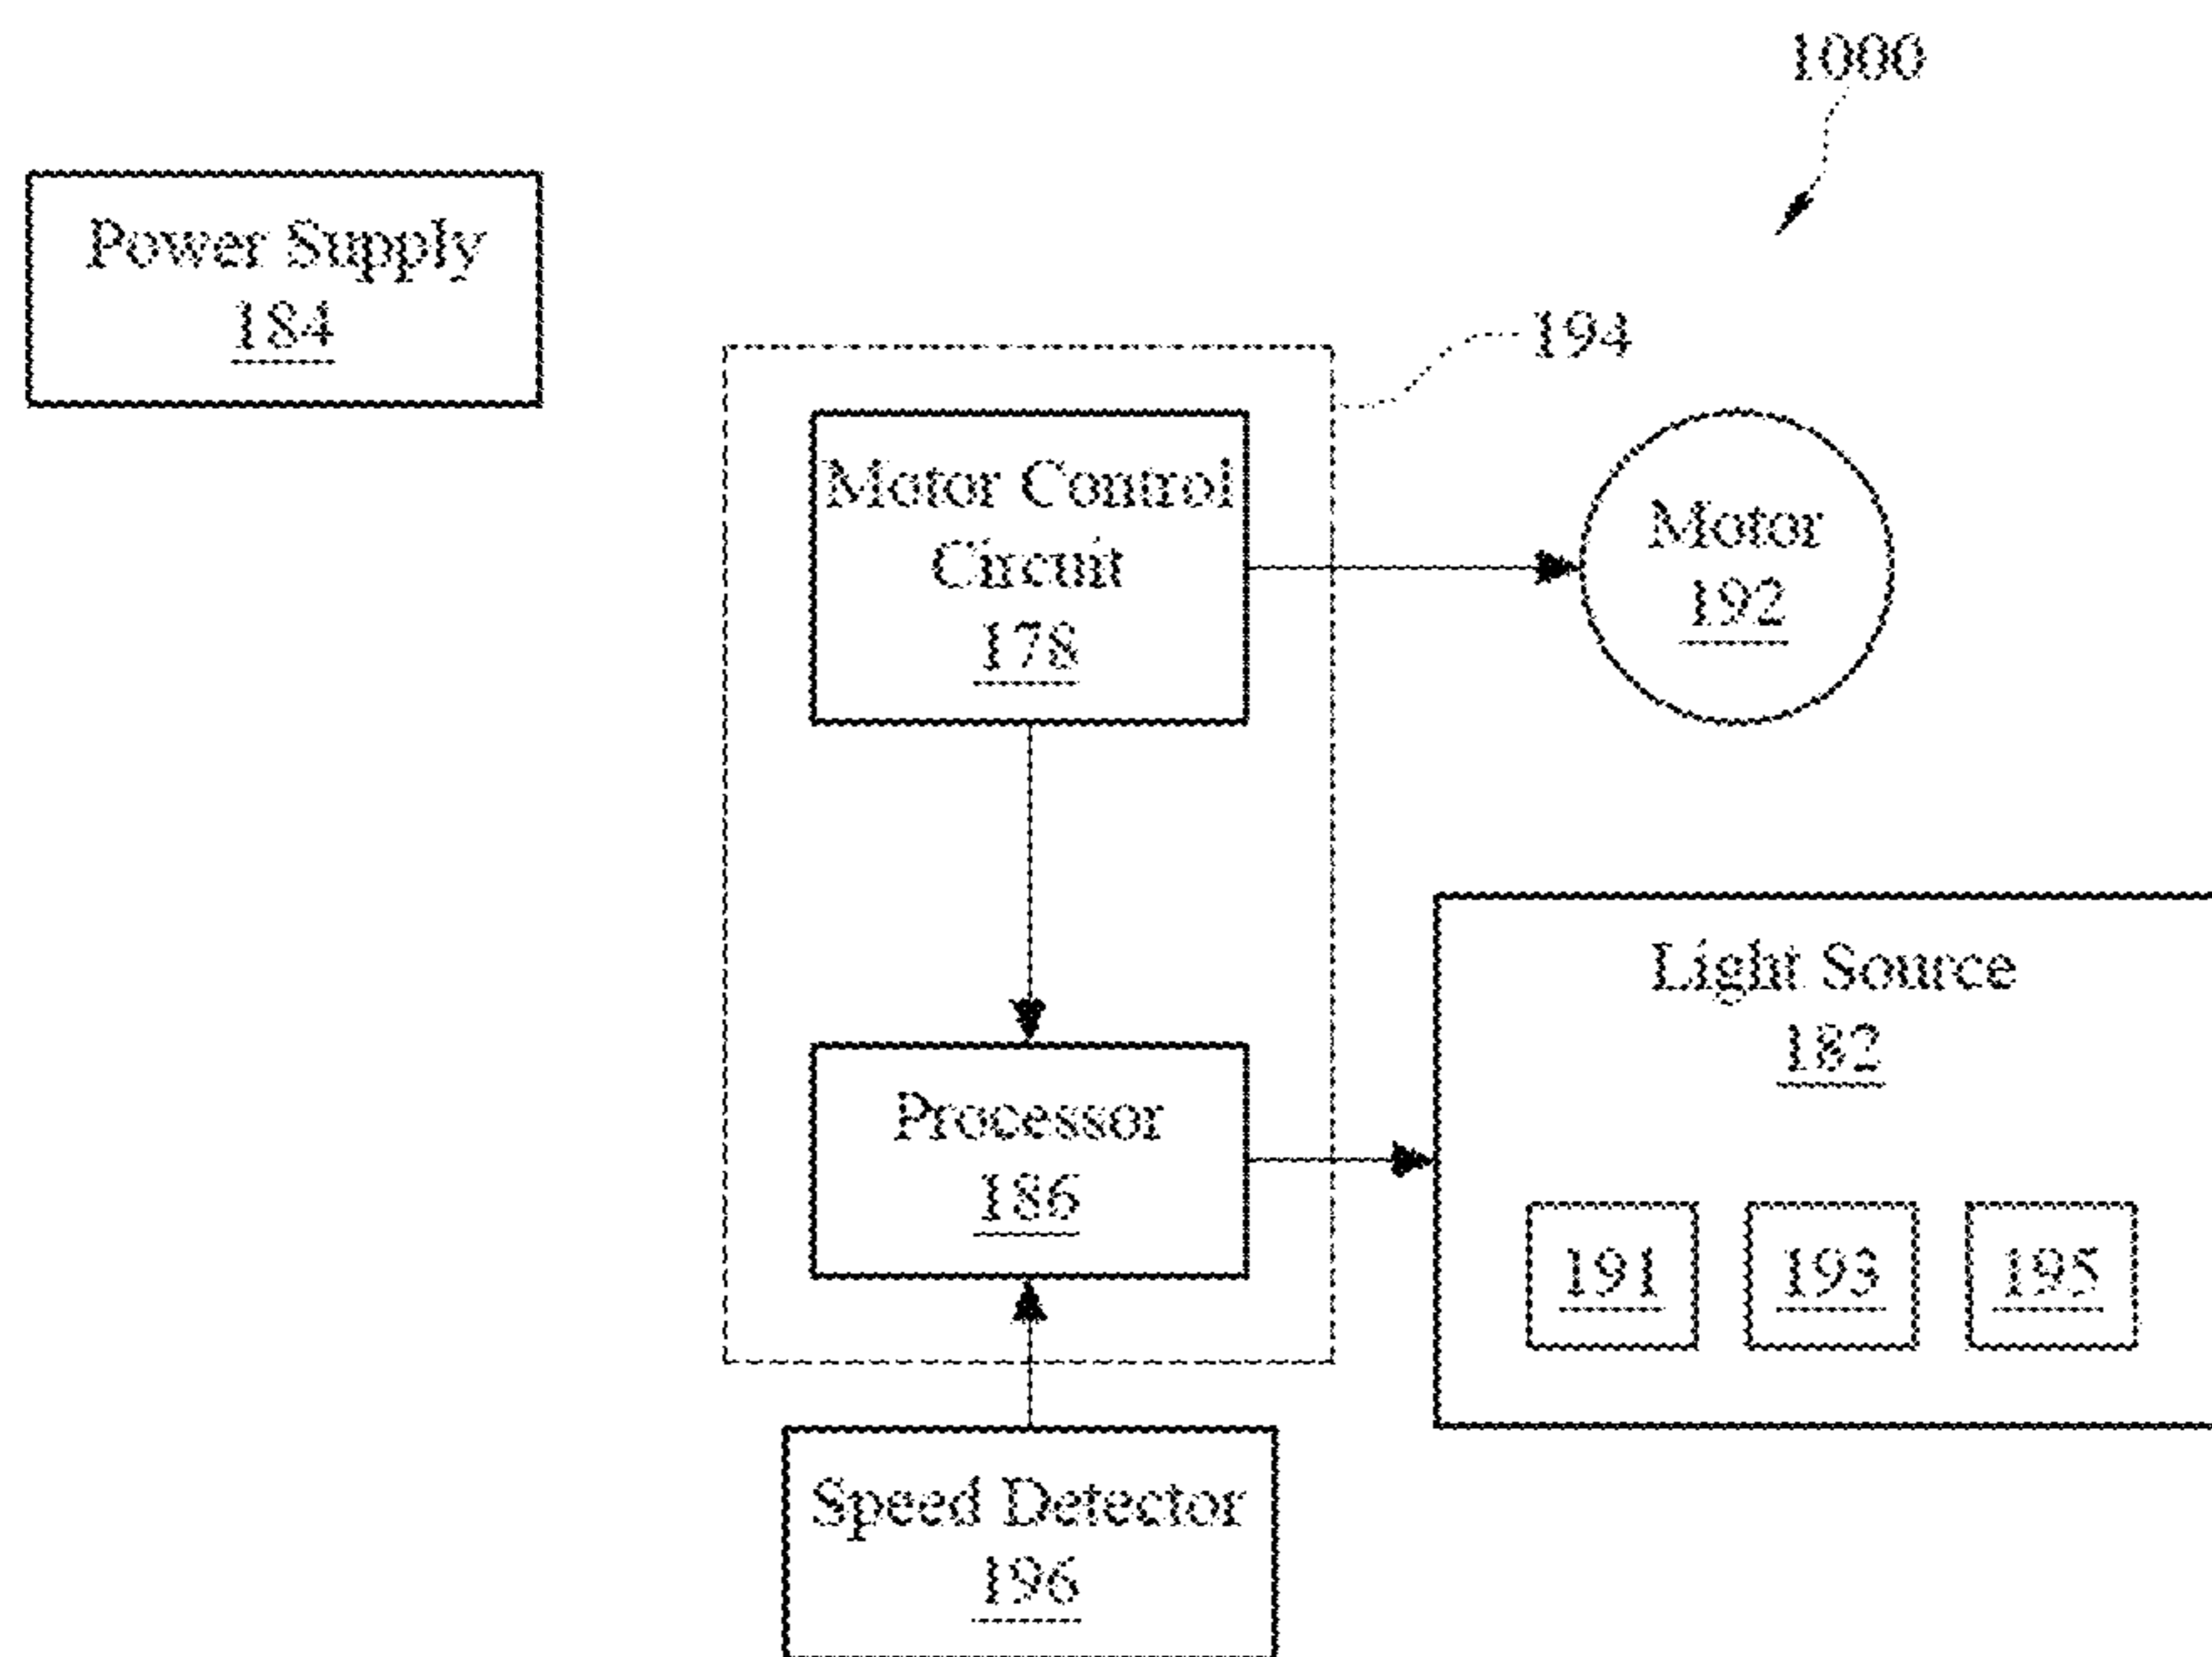 1000
Power Supply
184
194
Motor Control
Circuit
178
Motor
192
Light Source
182
Processor
186
191 193 195
Speed Detector
196